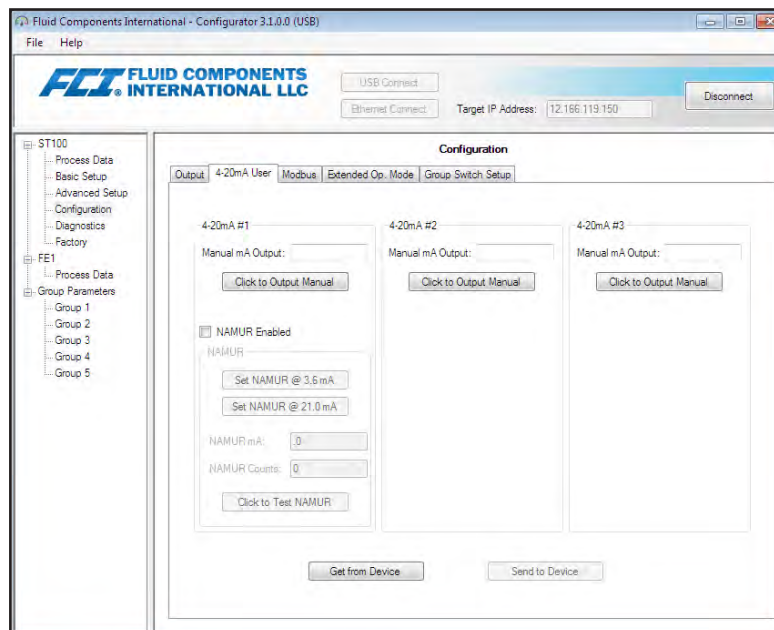 Fluid Components International - Configurator 3.1.0.0 (USB)
File Help
FCI. FLUID COMPONENTS
INTERNATIONAL LLC
USB Connect
Ethernet Connect
Target IP Address: 12.166.119.150
Disconnect
ST100
Process Data
Basic Setup
Advanced Setup
Configuration
Diagnostics
Factory
FE1
Process Data
Group Parameters
Group 1
Group 2
Group 3
Group 4
Group 5
Configuration
Output 4-20mA User Modbus Extended Op. Mode Group Switch Setup
4-20mA #1
Manual mA Output:
Click to Output Manual
NAMUR Enabled
NAMUR
Set NAMUR @ 3.6 mA
Set NAMUR @ 21.0 mA
NAMUR mA: .0
NAMUR Counts: 0
Click to Test NAMUR
4-20mA #2
Manual mA Output:
Click to Output Manual
4-20mA #3
Manual mA Output:
Click to Output Manual
Get from Device
Send to Device